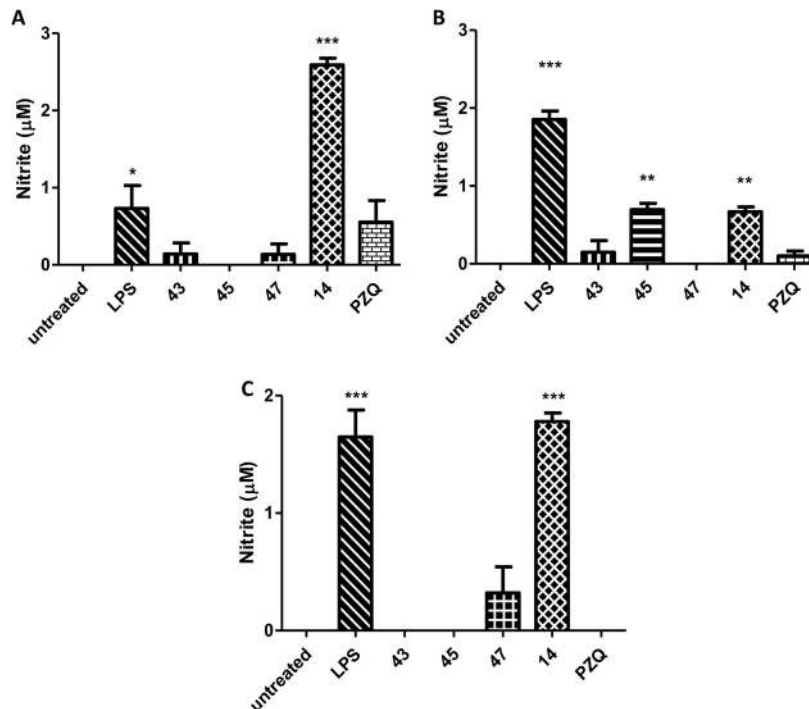 A
Nitrite (μM)
3
2
1
0
*
***
untreated
LPS
43
45
47
14
PZQ
B
Nitrite (μM)
3
2
1
0
***
**
**
untreated
LPS
43
45
47
14
PZQ
C
Nitrite (μM)
2
1
0
***
***
untreated
LPS
43
45
47
14
PZQ